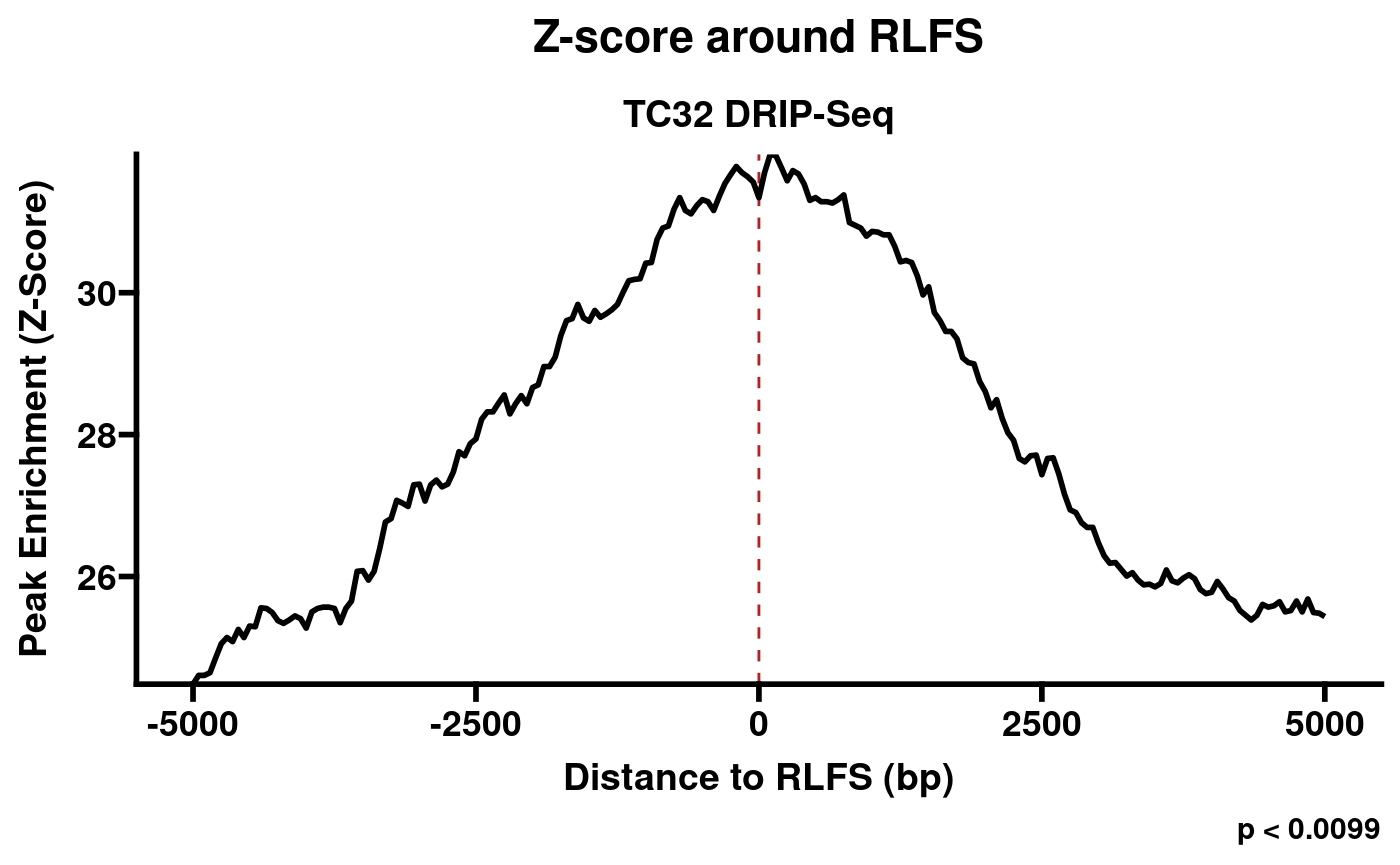 Z-score around RLFS
TC32 DRIP-Seq
Peak Enrichment (Z-Score)
30
28
26
-5000 -2500 0 2500 5000
Distance to RLFS (bp)
p < 0.0099